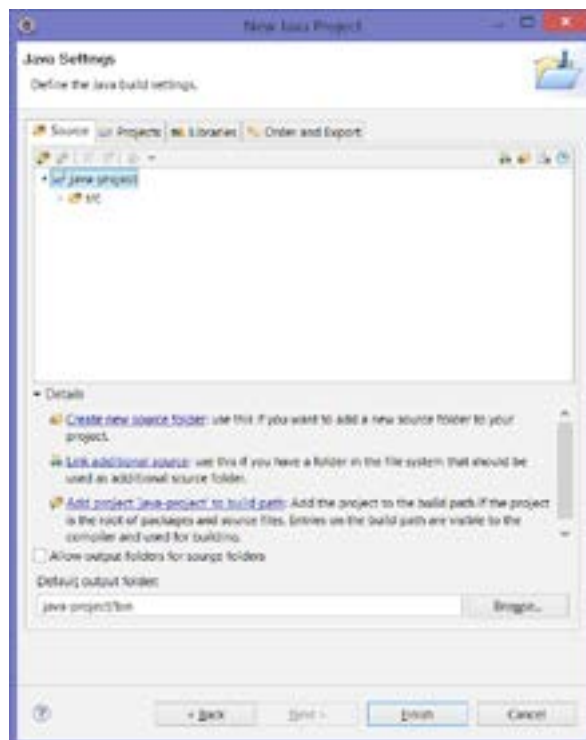 New Java Project
Java Settings
Define the Java build settings.
Source Projects Libraries Order and Export
java-project
src
Details
Create new source folder: use this if you want to add a new source folder to your
project.
Link additional source: use this if you have a folder in the file system that should be
used as additional source folder.
Add project 'java-project' to build path: Add the project to the build path if the project
is the root of packages and source files. Entries on the build path are visible to the
compiler and used for building.
Allow output folders for source folders
Default output folder:
java-project/bin Browse...
< Back Next > Finish Cancel